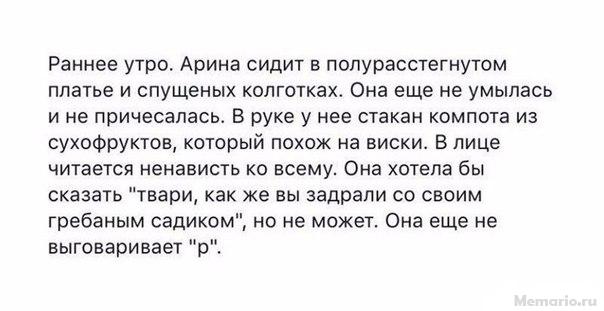 Раннее утро. Арина сидит в полурасстегнутом
платье и спущеных колготках. Она еще не умылась
и не причесалась. В руке у нее стакан компота из
сухофруктов, который похож на виски. В лице
читается ненависть ко всему. Она хотела бы
сказать "твари, как же вы задрали со своим
гребаным садиком", но не может. Она еще не
выговаривает "р".
Memario.ru